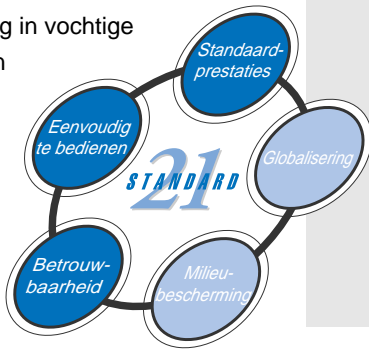 g in vochtige
n
Standaard-
prestaties
Eenvoudig
te bedienen
Globalisering
STANDARD
21
Betrouw-
baarheid
Milieu-
bescherming